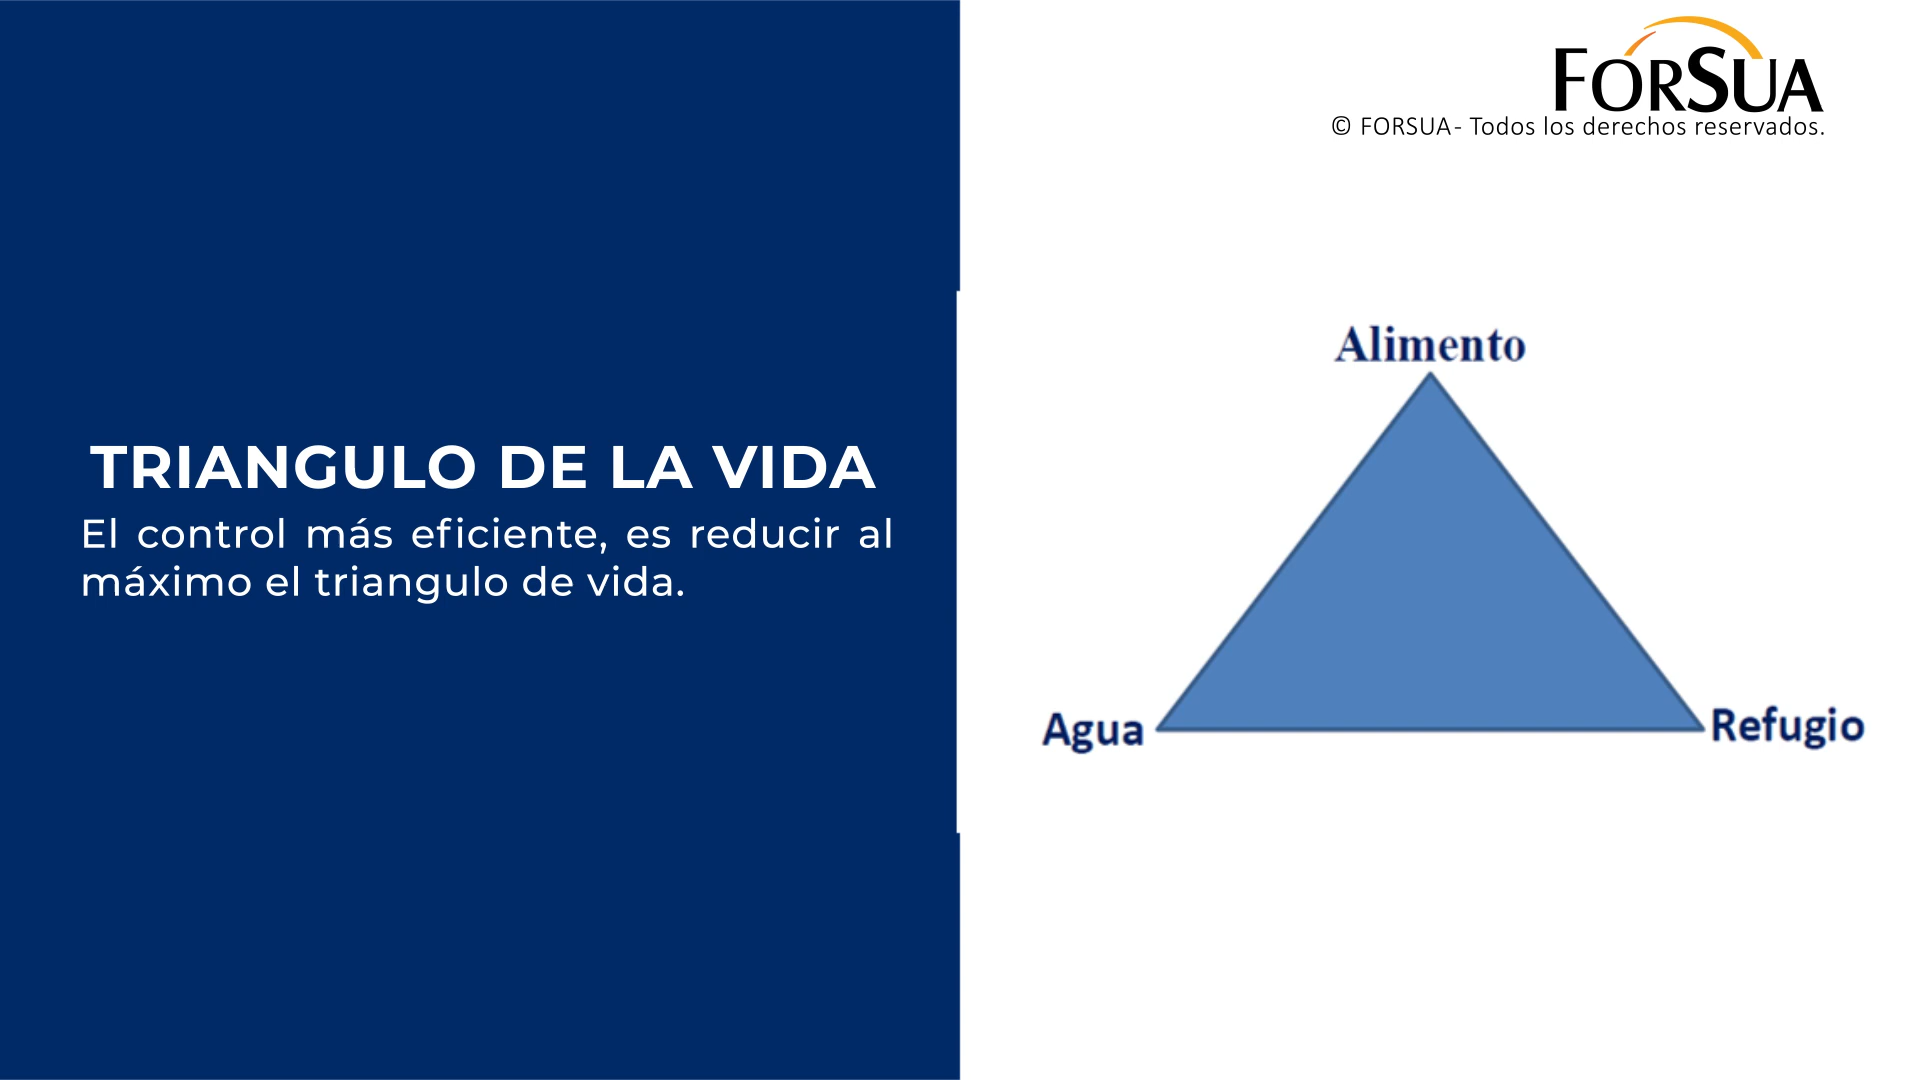 FORSUA
© FORSUA- Todos los derechos reservados.
TRIANGULO DE LA VIDA
El control más eficiente, es reducir al
máximo el triangulo de vida.
Alimento
Agua
Refugio